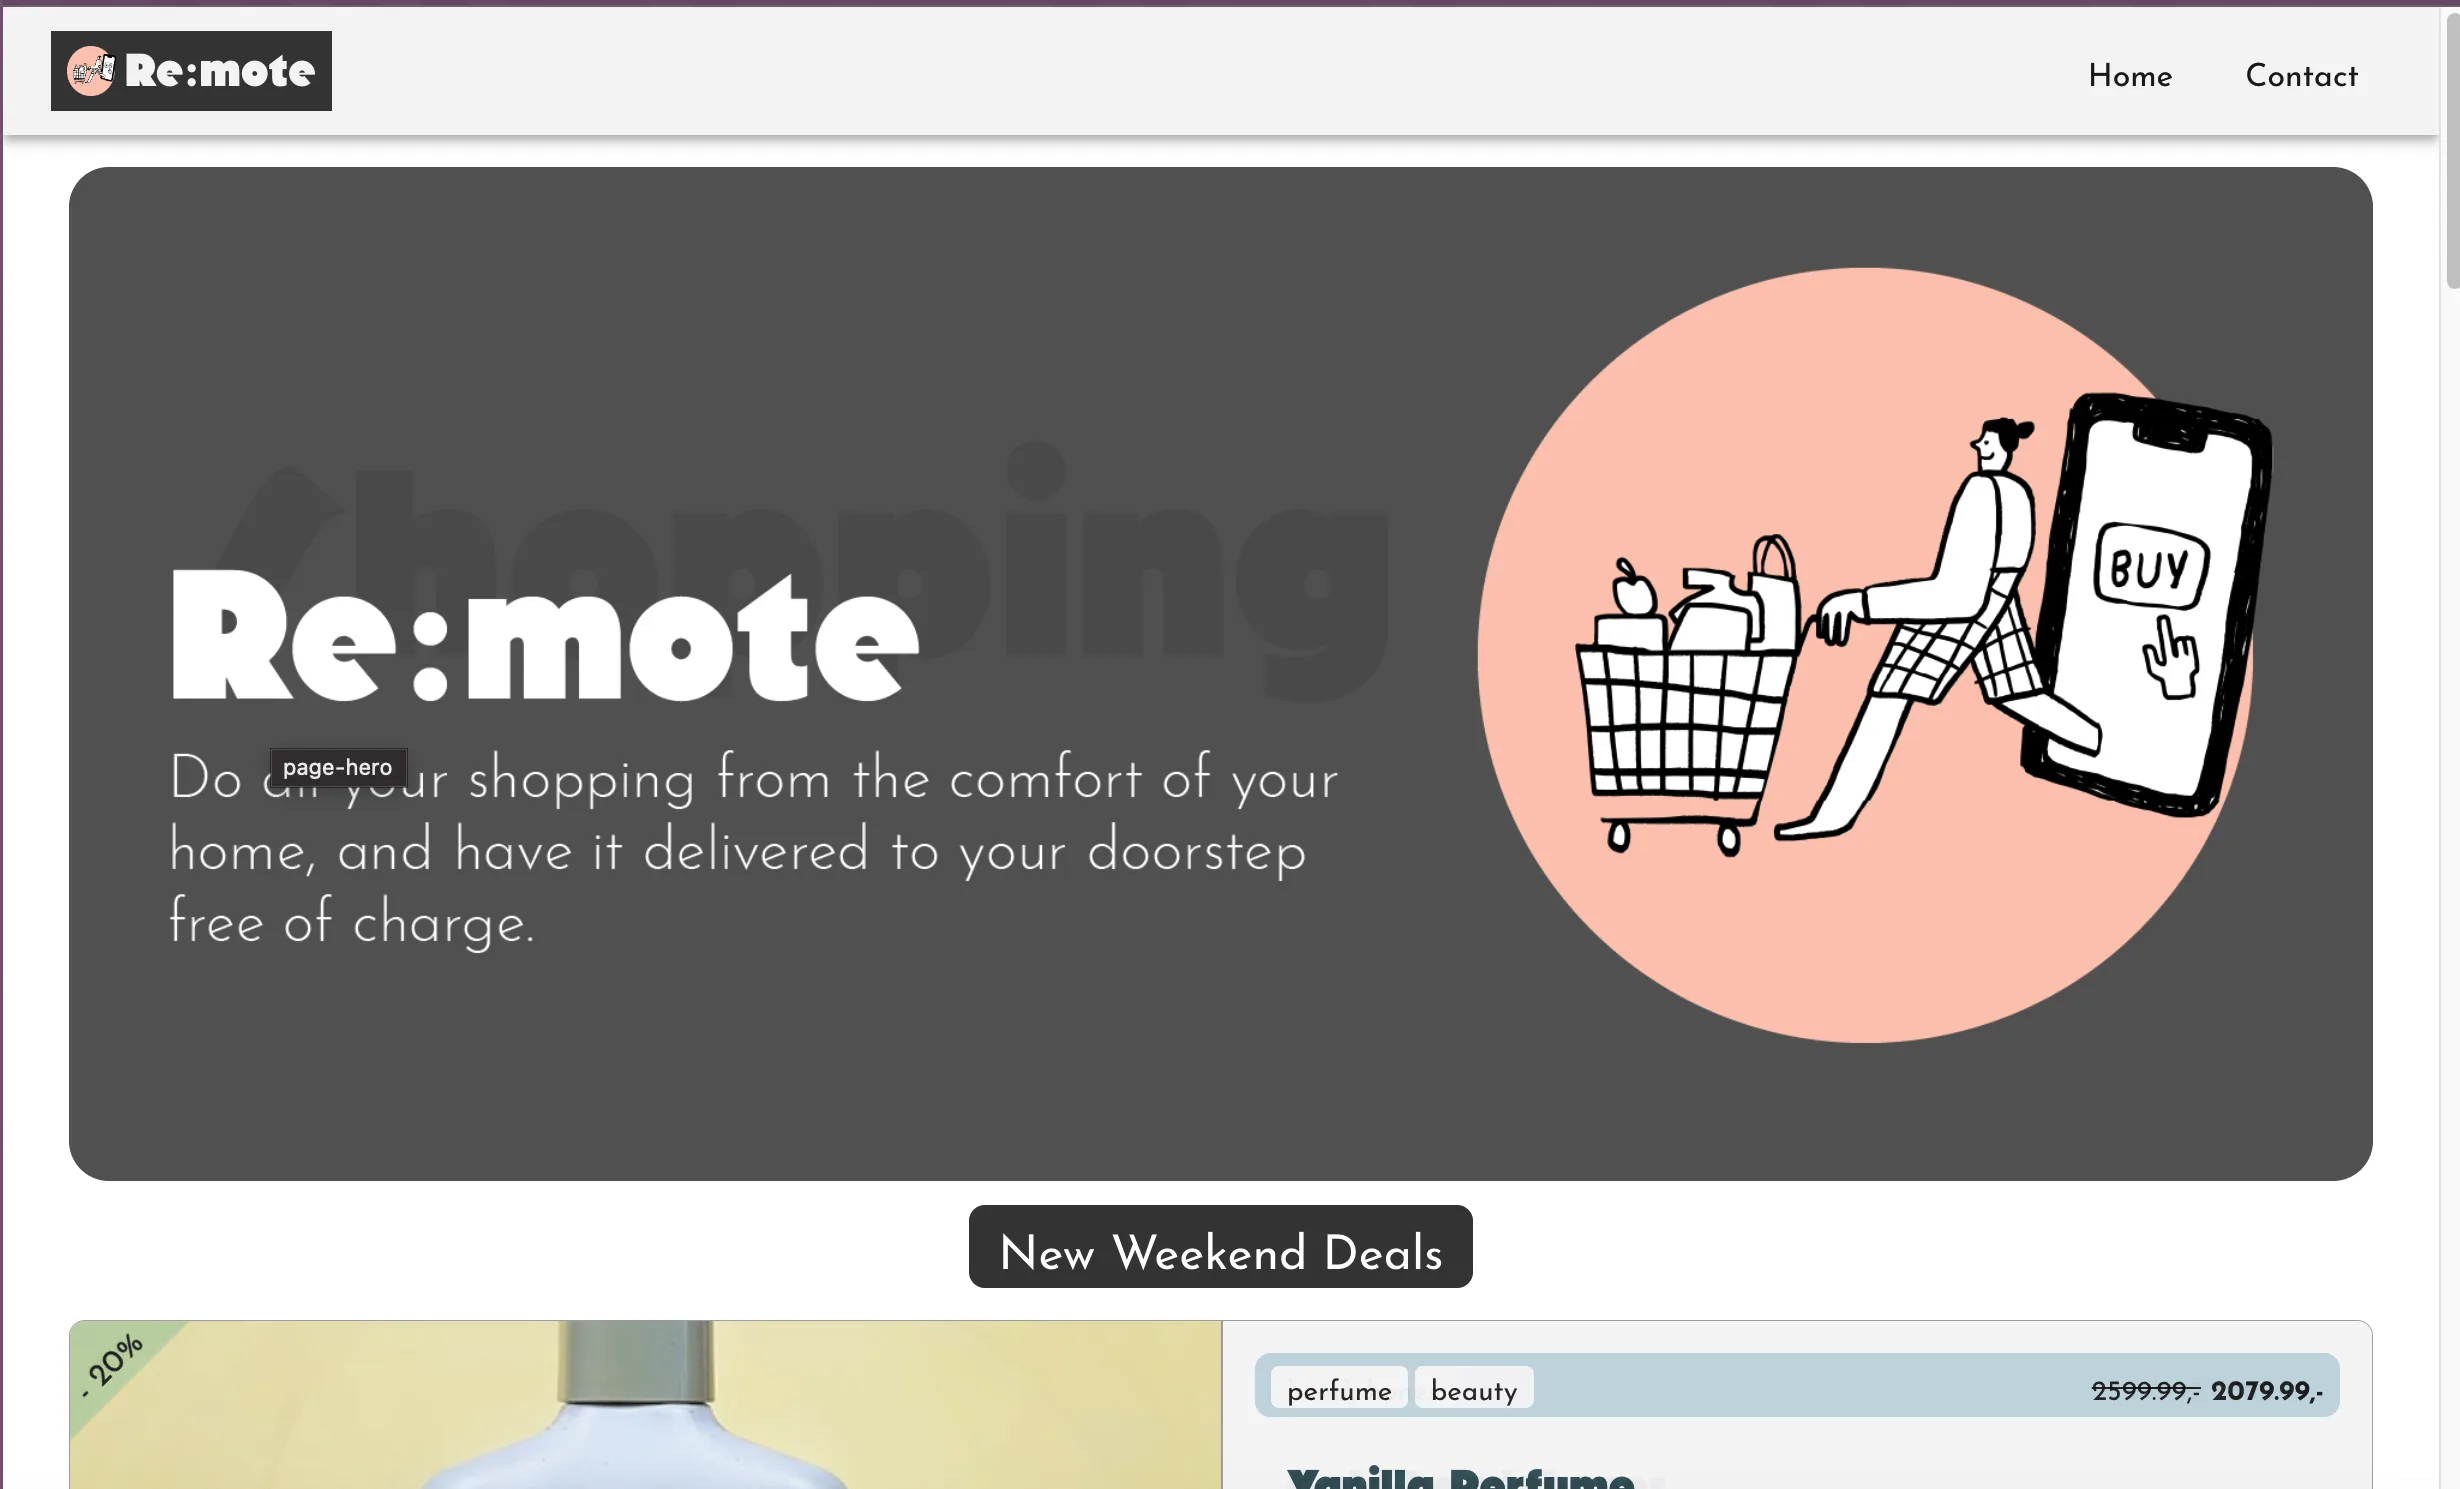 Re:mote
Home
Contact
Shopping
Re:mote
Do all your shopping from the comfort of your
page-hero
home, and have it delivered to your doorstep
free of charge.
BUY
New Weekend Deals
- 20%
perfume
beauty
2599.99,- 2079.99,-
Vanilla Perfume